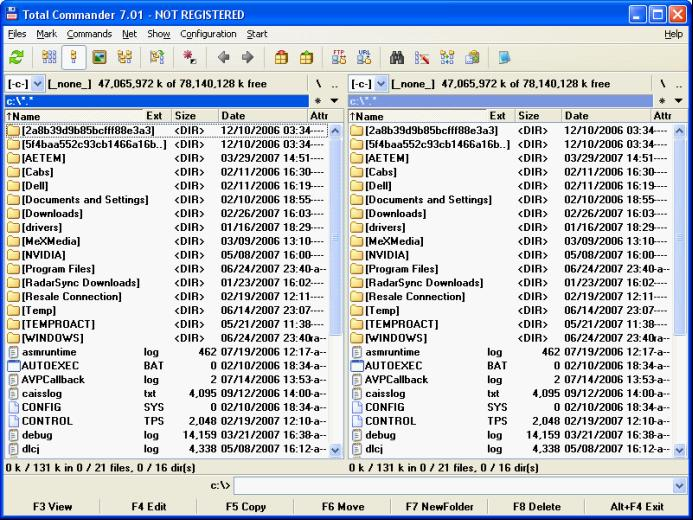 Total Commander 7.01 - NOT REGISTERED
Files Mark Commands Net Show Configuration Start Help
FTP URL
[-c-] [_none_] 47,065,972 k of 78,140,128 k free \ .. [-c-] [_none_] 47,065,972 k of 78,140,128 k free \ ..
c:\*.* * c:\*.* *
↑Name Ext Size Date Attr ↑Name Ext Size Date Attr
[2a8b39d9b85bcfff88e3a3] <DIR> 12/10/2006 03:34---- [2a8b39d9b85bcfff88e3a3] <DIR> 12/10/2006 03:34----
[5f4baa552c93cb1466a16b..] <DIR> 12/10/2006 03:34---- [5f4baa552c93cb1466a16b..] <DIR> 12/10/2006 03:34----
[AETEM] <DIR> 03/29/2007 14:51---- [AETEM] <DIR> 03/29/2007 14:51----
[Cabs] <DIR> 02/11/2006 16:30---- [Cabs] <DIR> 02/11/2006 16:30----
[Dell] <DIR> 02/11/2006 16:19---- [Dell] <DIR> 02/11/2006 16:19----
[Documents and Settings] <DIR> 02/10/2006 18:55---- [Documents and Settings] <DIR> 02/10/2006 18:55----
[Downloads] <DIR> 02/26/2007 16:03---- [Downloads] <DIR> 02/26/2007 16:03----
[drivers] <DIR> 01/16/2007 18:29---- [drivers] <DIR> 01/16/2007 18:29----
[MeXMedia] <DIR> 03/09/2006 13:10---- [MeXMedia] <DIR> 03/09/2006 13:10----
[NVIDIA] <DIR> 05/08/2007 16:00---- [NVIDIA] <DIR> 05/08/2007 16:00----
[Program Files] <DIR> 06/24/2007 23:40-a-- [Program Files] <DIR> 06/24/2007 23:40-a--
[RadarSync Downloads] <DIR> 01/23/2007 16:02---- [RadarSync Downloads] <DIR> 01/23/2007 16:02----
[Resale Connection] <DIR> 02/19/2007 12:11---- [Resale Connection] <DIR> 02/19/2007 12:11----
[Temp] <DIR> 06/14/2007 23:07---- [Temp] <DIR> 06/14/2007 23:07----
[TEMPROACT] <DIR> 05/21/2007 11:38---- [TEMPROACT] <DIR> 05/21/2007 11:38----
[WINDOWS] <DIR> 06/24/2007 23:40ra-- [WINDOWS] <DIR> 06/24/2007 23:40ra--
asmruntime log 462 07/19/2006 12:17-a-- asmruntime log 462 07/19/2006 12:17-a--
AUTOEXEC BAT 0 02/10/2006 18:34-a-- AUTOEXEC BAT 0 02/10/2006 18:34-a--
AVPCallback log 2 07/14/2006 13:53-a-- AVPCallback log 2 07/14/2006 13:53-a--
caisslog txt 4,095 09/12/2006 14:00-a-- caisslog txt 4,095 09/12/2006 14:00-a--
CONFIG SYS 0 02/10/2006 18:34-a-- CONFIG SYS 0 02/10/2006 18:34-a--
CONTROL TPS 2,048 02/19/2007 12:10-a-- CONTROL TPS 2,048 02/19/2007 12:10-a--
debug log 14,159 03/21/2007 16:38-a-- debug log 14,159 03/21/2007 16:38-a--
dlcj log 4,338 05/08/2007 16:12-a-- dlcj log 4,338 05/08/2007 16:12-a--
0 k / 131 k in 0 / 21 files, 0 / 16 dir(s) 0 k / 131 k in 0 / 21 files, 0 / 16 dir(s)
c:\>
F3 View F4 Edit F5 Copy F6 Move F7 NewFolder F8 Delete Alt+F4 Exit